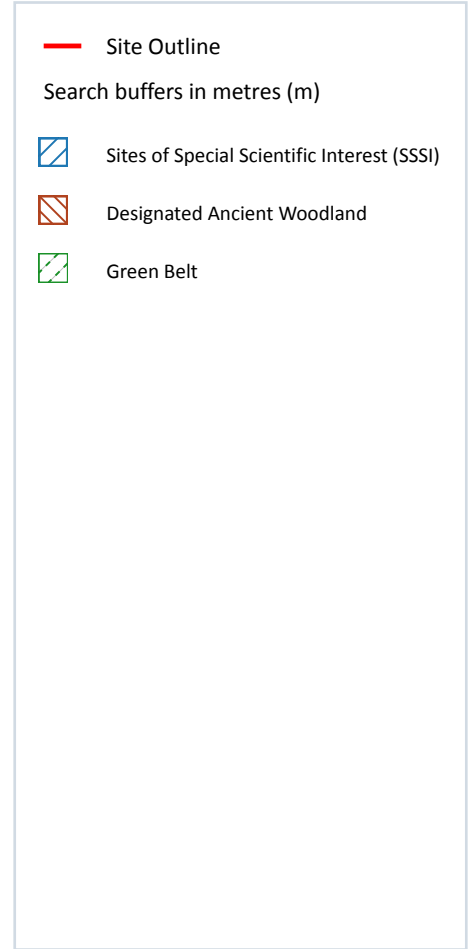 Site Outline
Search buffers in metres (m)
Sites of Special Scientific Interest (SSSI)
Designated Ancient Woodland
Green Belt